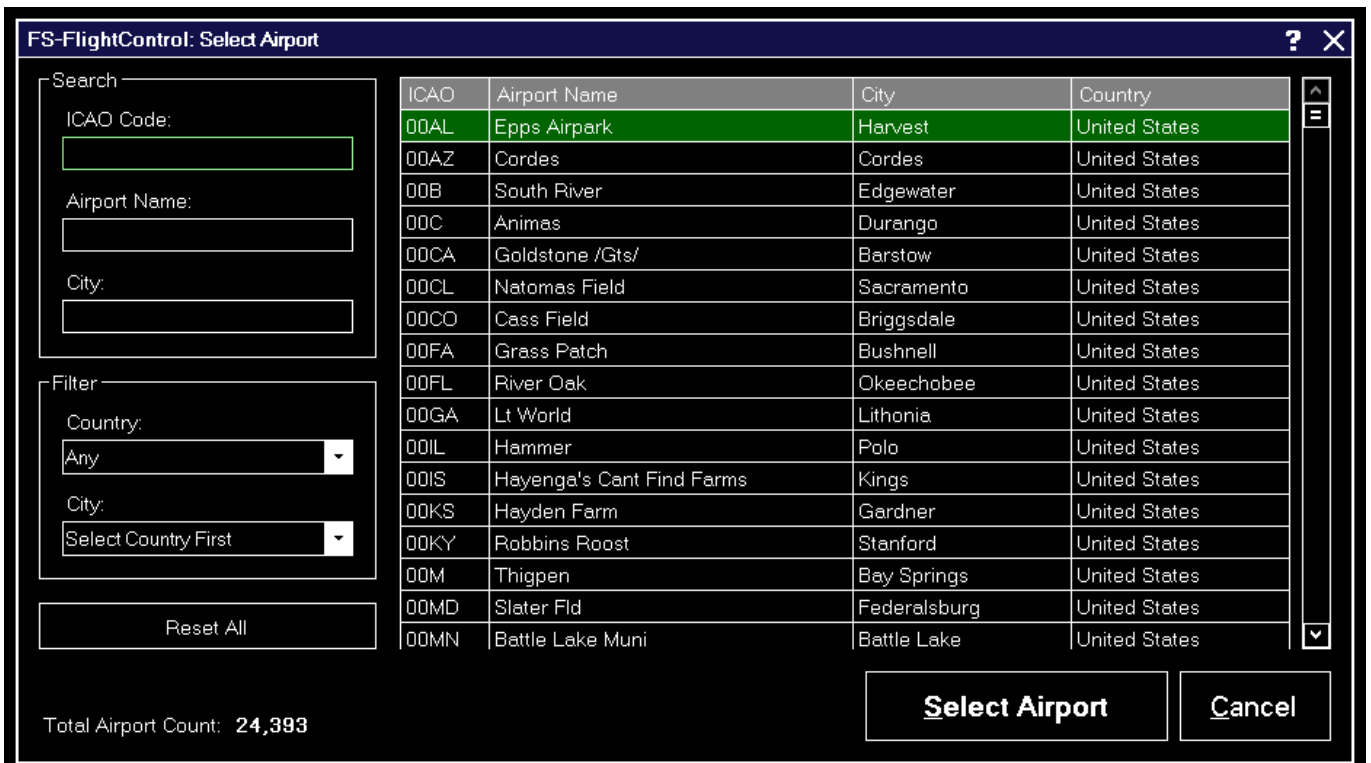 FS-FlightControl: Select Airport ? X
Search
ICAO Code:
Airport Name:
City:
Filter
Country:
Any
City:
Select Country First
Reset All
Total Airport Count: 24,393
ICAO Airport Name City Country
00AL Epps Airpark Harvest United States
00AZ Cordes Cordes United States
00B South River Edgewater United States
00C Animas Durango United States
00CA Goldstone /Gts/ Barstow United States
00CL Natomas Field Sacramento United States
00CO Cass Field Briggsdale United States
00FA Grass Patch Bushnell United States
00FL River Oak Okeechobee United States
00GA Lt World Lithonia United States
00IL Hammer Polo United States
00IS Hayenga's Cant Find Farms Kings United States
00KS Hayden Farm Gardner United States
00KY Robbins Roost Stanford United States
00M Thigpen Bay Springs United States
00MD Slater Fld Federalsburg United States
00MN Battle Lake Muni Battle Lake United States
Select Airport Cancel